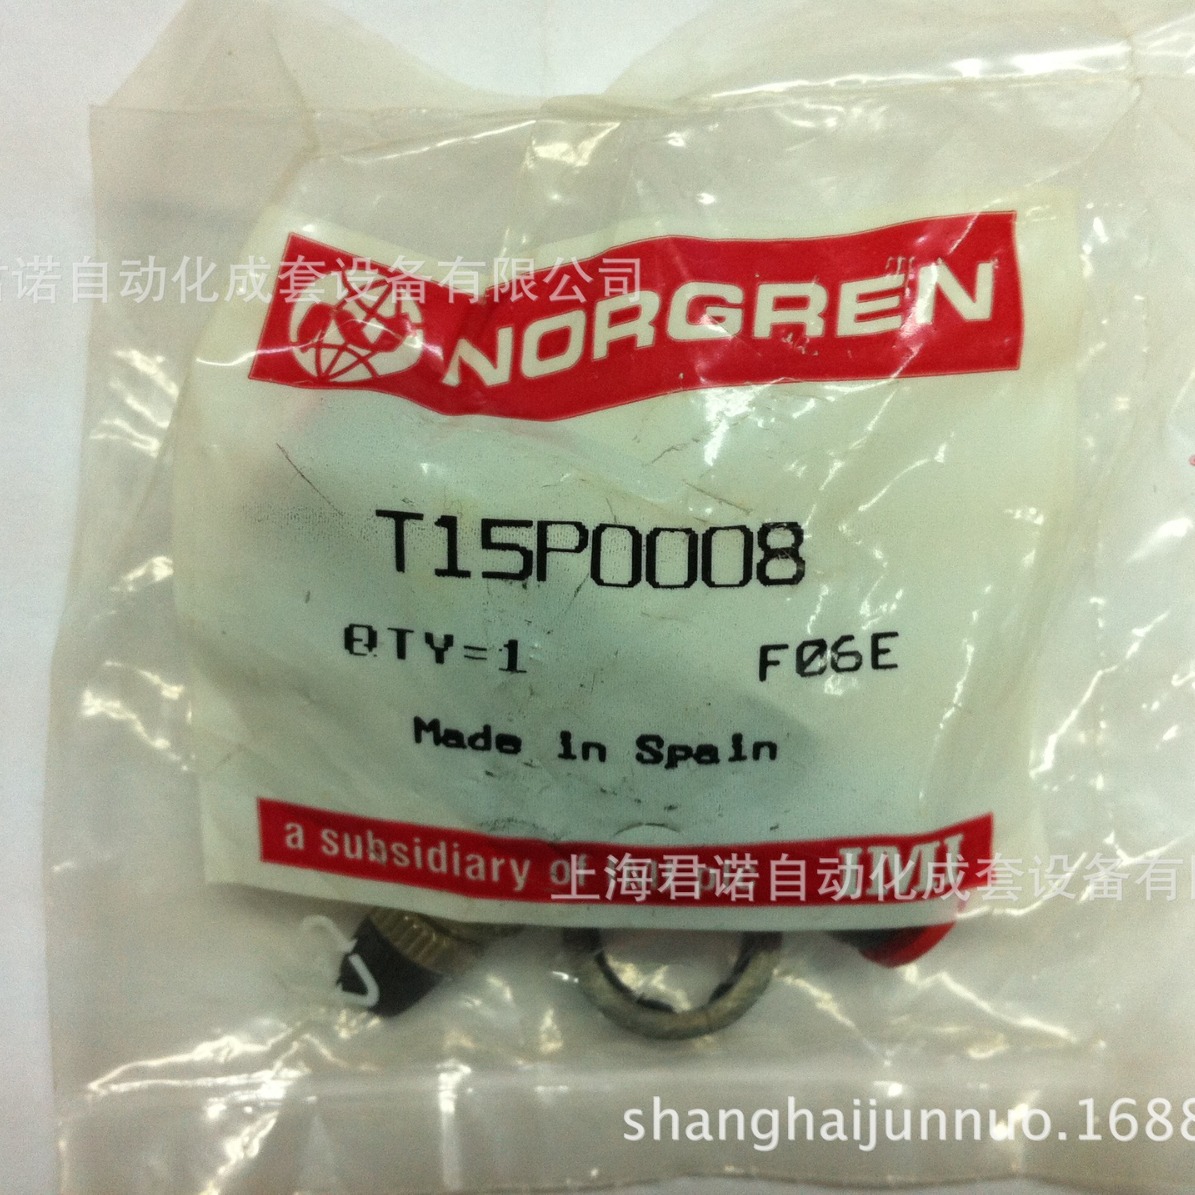 诺自动化成套设备有限公司
NORGREN
T15P0008
QTY=1 F06E
Made in Spain
a subsidiary of IMI
上海君诺自动化成套设备有
shanghaijunnuo.1688